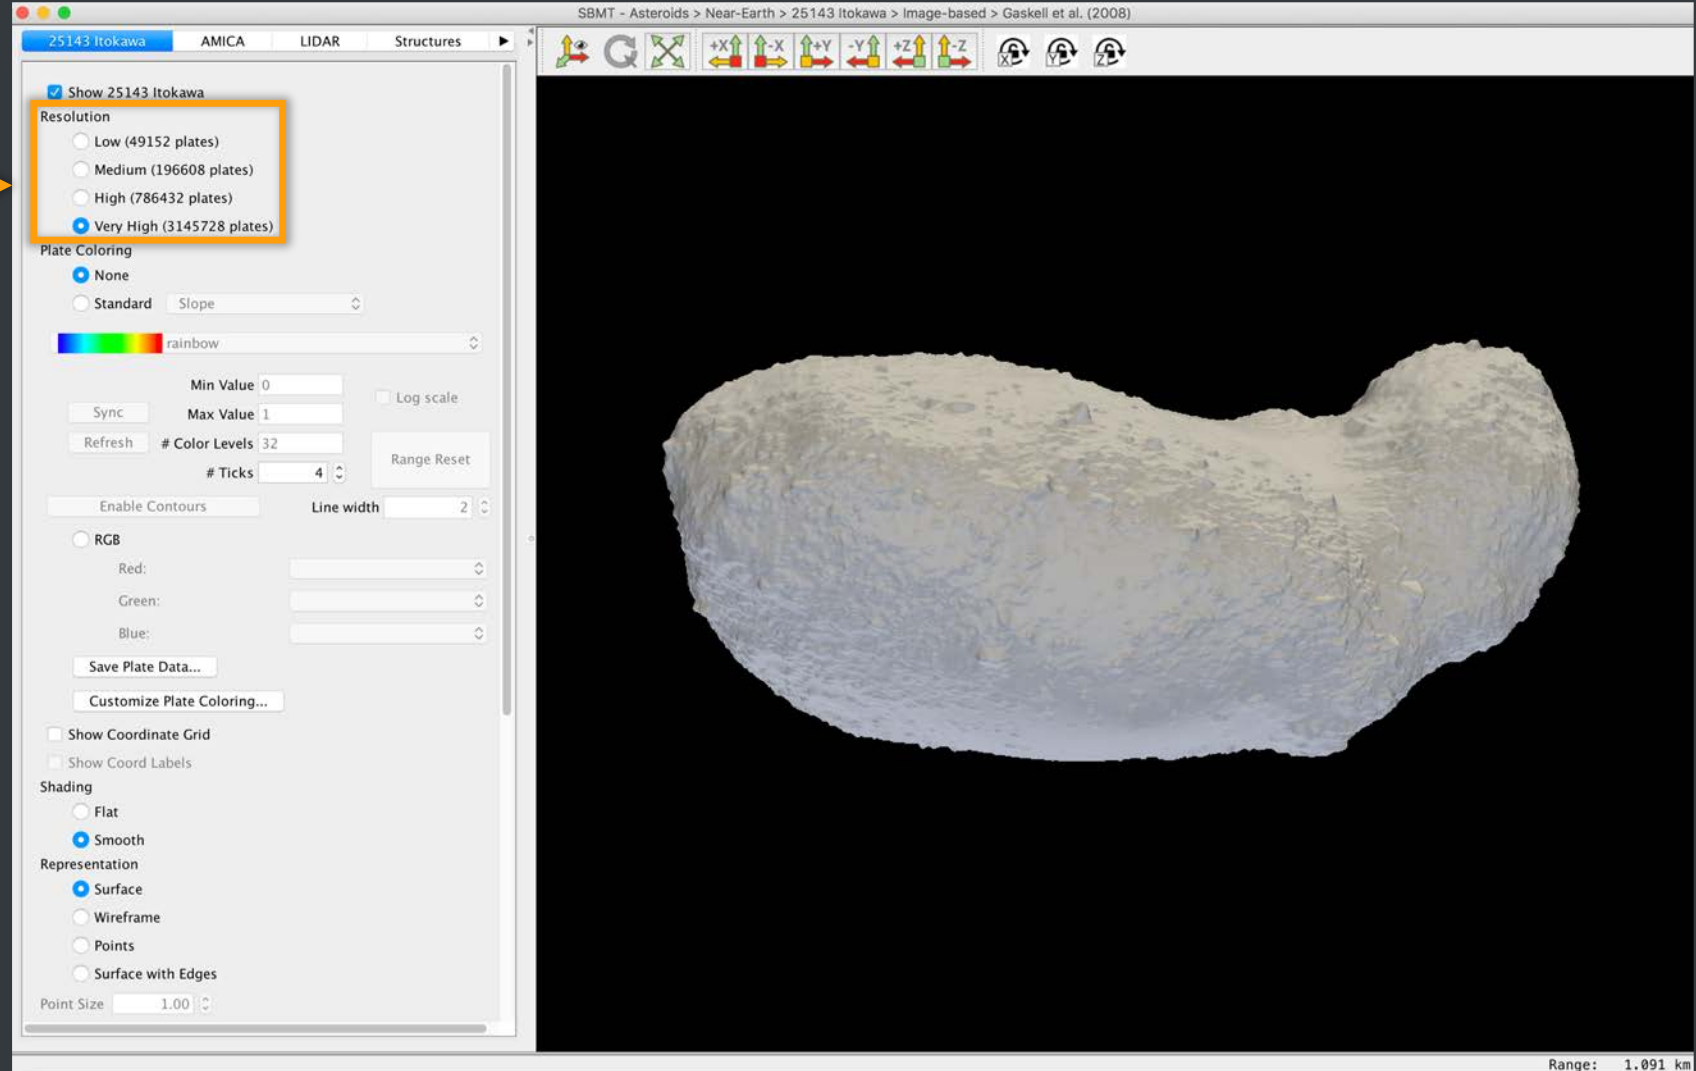 SBMT - Asteroids > Near-Earth > 25143 Itokawa > Image-based > Gaskell et al. (2008)
25143 Itokawa AMICA LIDAR Structures
+X -X +Y -Y +Z -Z X Y Z
Show 25143 Itokawa
Resolution
Low (49152 plates)
Medium (196608 plates)
High (786432 plates)
Very High (3145728 plates)
Plate Coloring
None
Standard Slope
rainbow
Min Value 0
Log scale
Sync Max Value 1
Refresh # Color Levels 32
Range Reset
# Ticks 4
Enable Contours Line width 2
RGB
Red:
Green:
Blue:
Save Plate Data...
Customize Plate Coloring...
Show Coordinate Grid
Show Coord Labels
Shading
Flat
Smooth
Representation
Surface
Wireframe
Points
Surface with Edges
Point Size 1.00
Range: 1.091 km